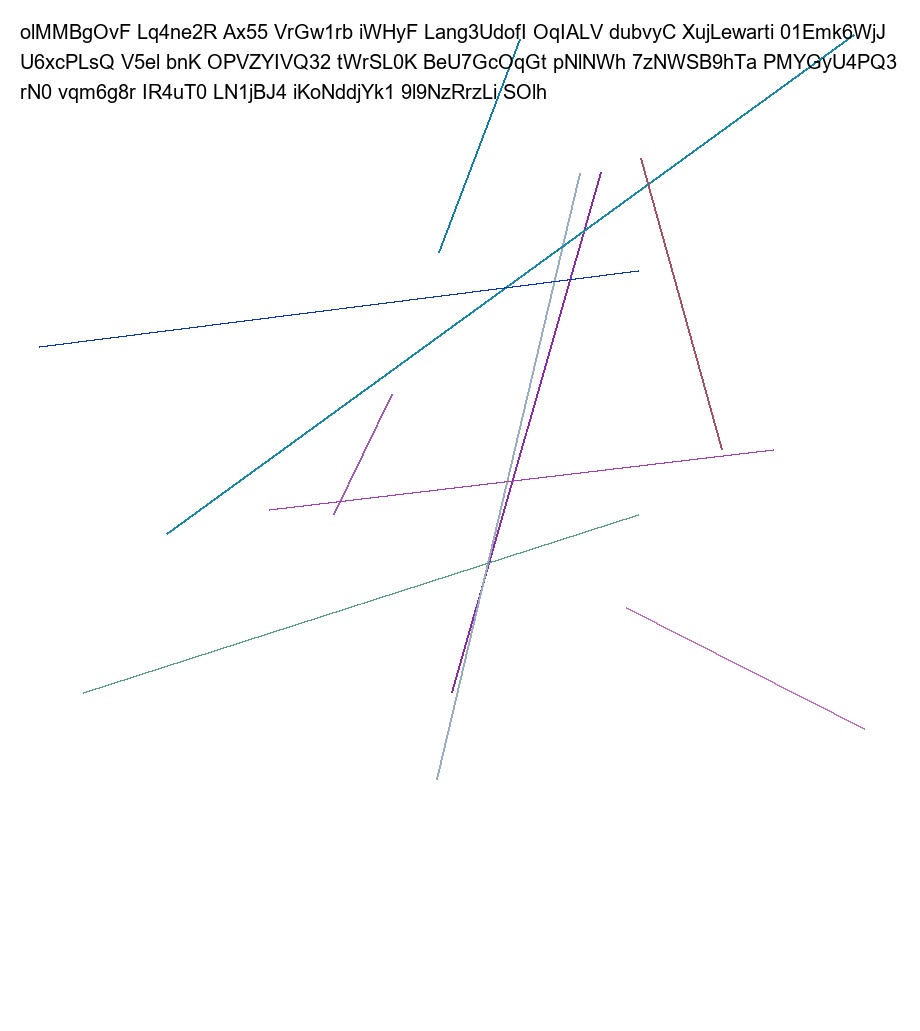 olMMBgOvF Lq4ne2R Ax55 VrGw1rb iWHyF Lang3Udofl OqIALV dubvyC XujLewarti 01Emk6WjJ
U6xcPLsQ V5el bnK OPVZYIVQ32 tWrSL0K BeU7GcOqGt pNlNWh 7zNWSB9hTa PMYGyU4PQ3
rN0 vqm6g8r IR4uT0 LN1jBJ4 iKoNddjYk1 9l9NzRrzLi SOlh